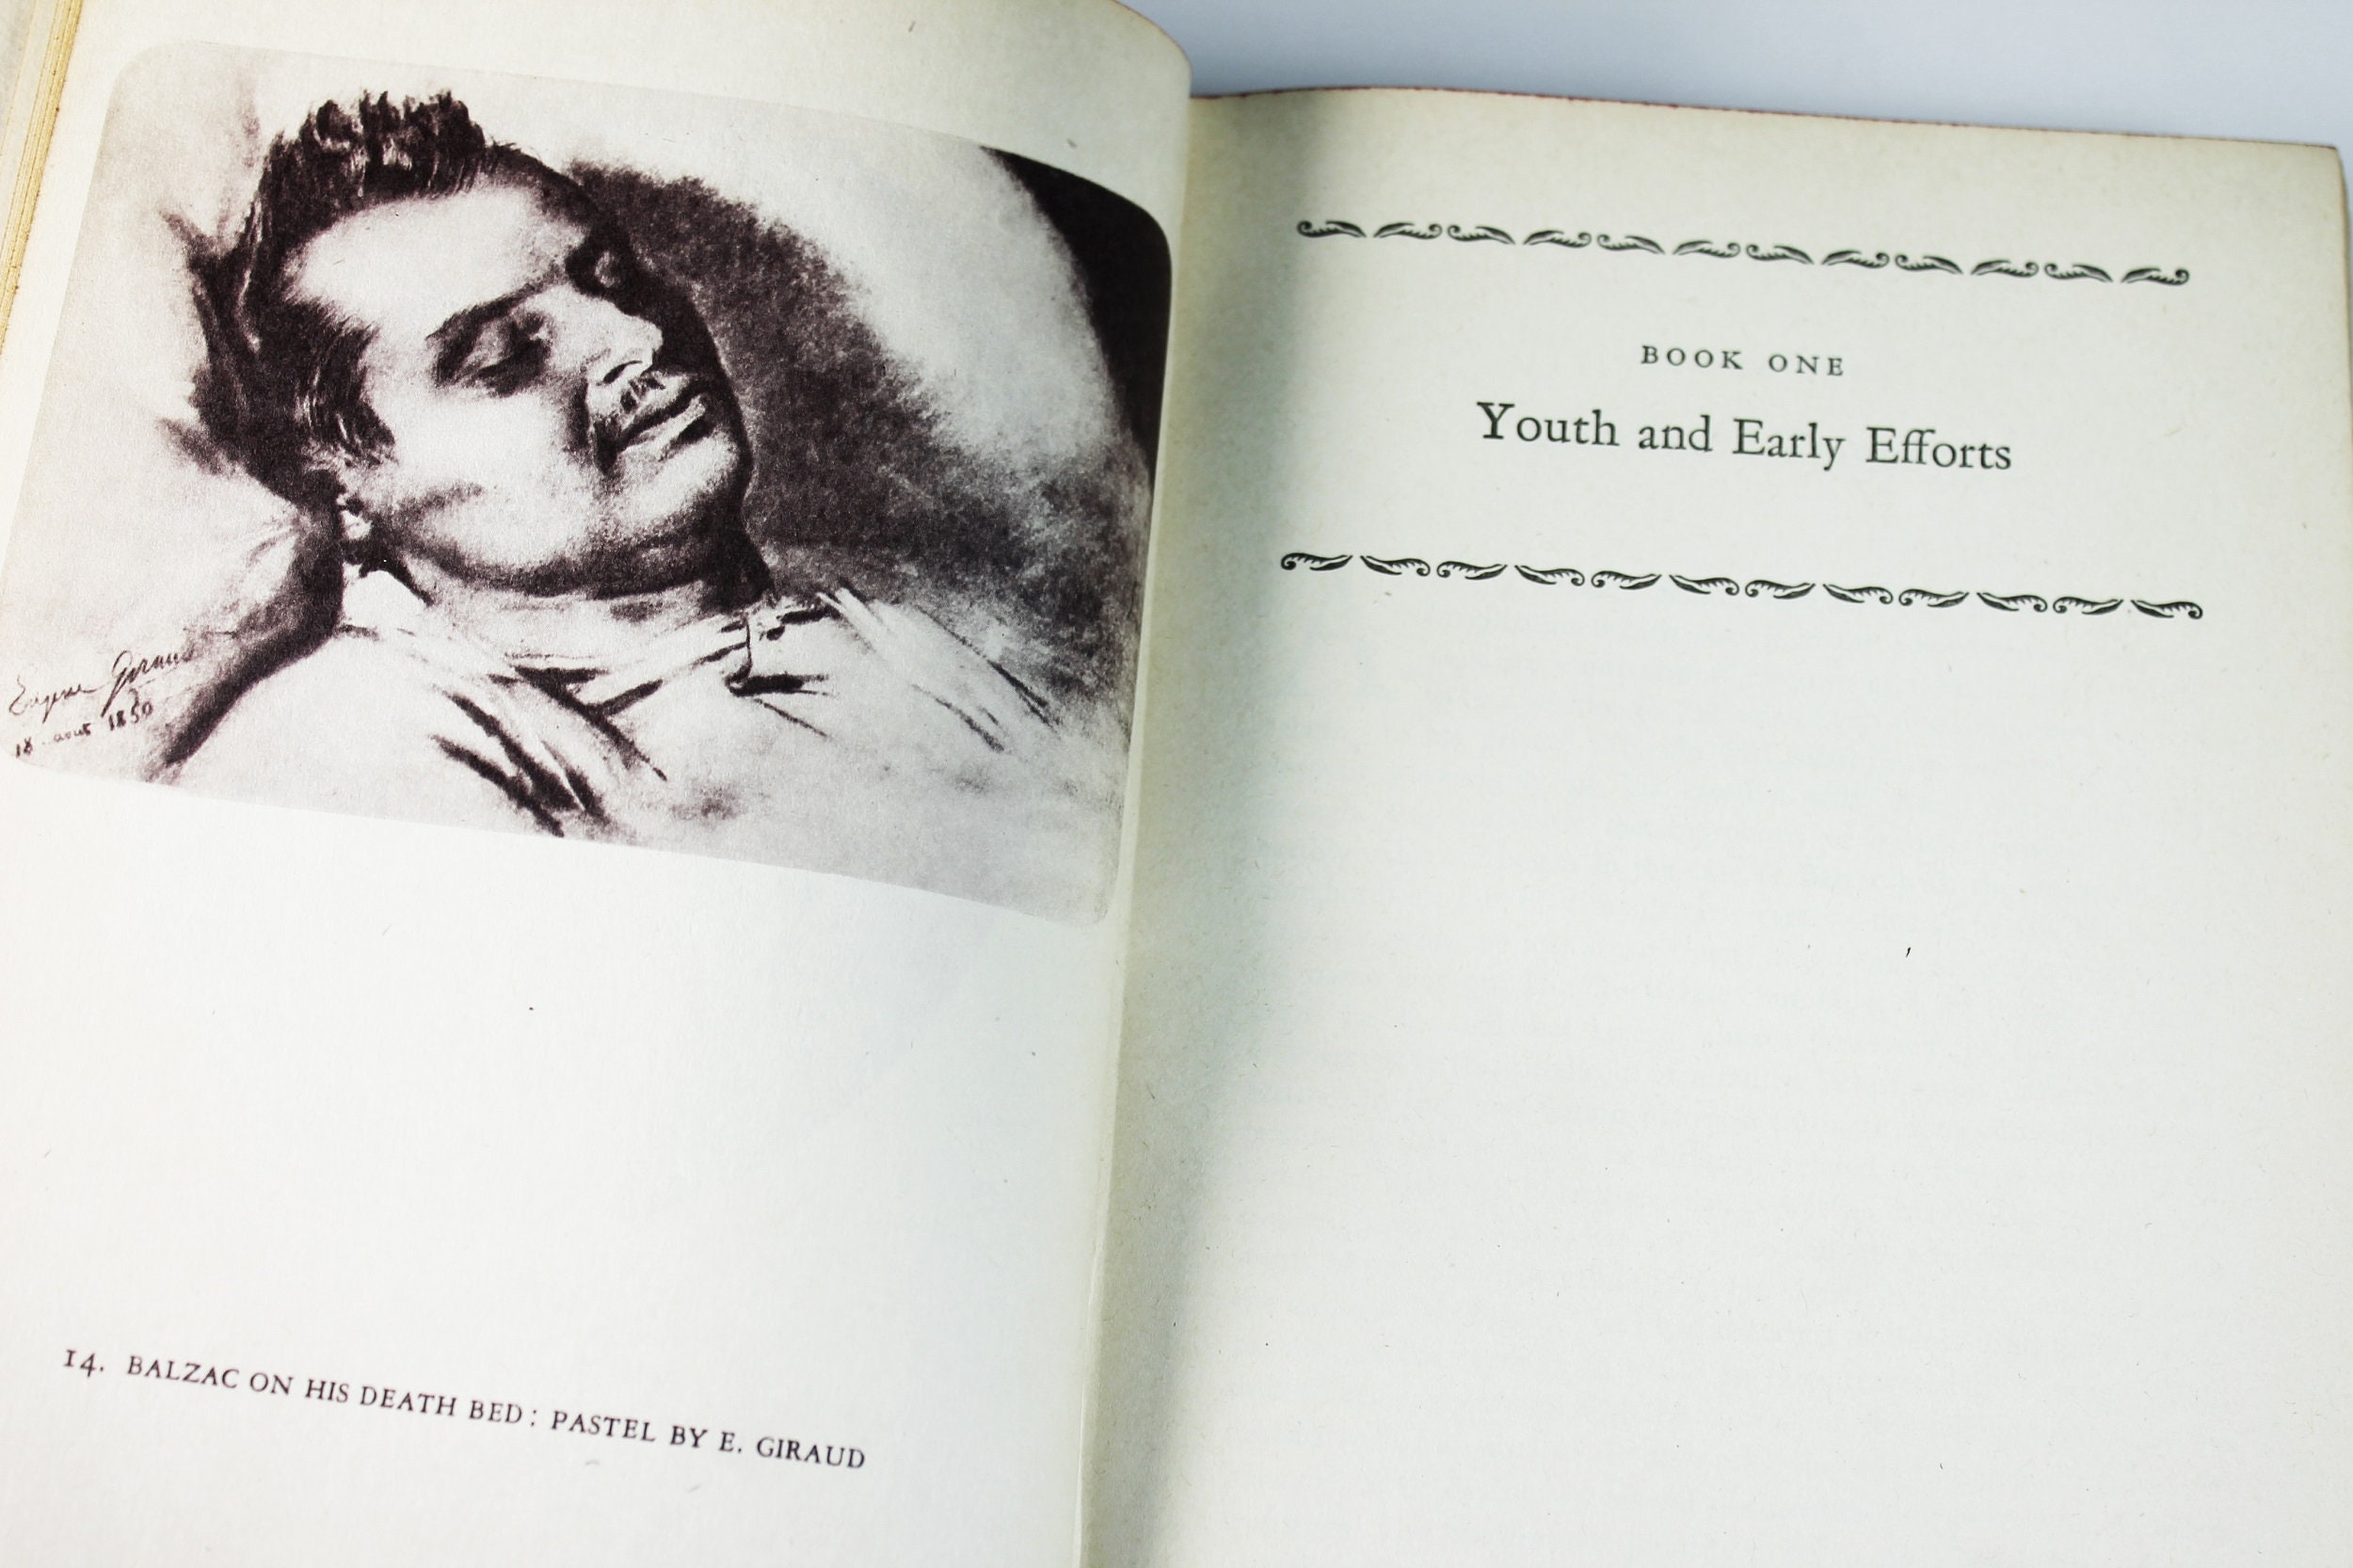 Eugene Giraud
18 aout 1850
14. BALZAC ON HIS DEATH BED: PASTEL BY E. GIRAUD
BOOK ONE
Youth and Early Efforts